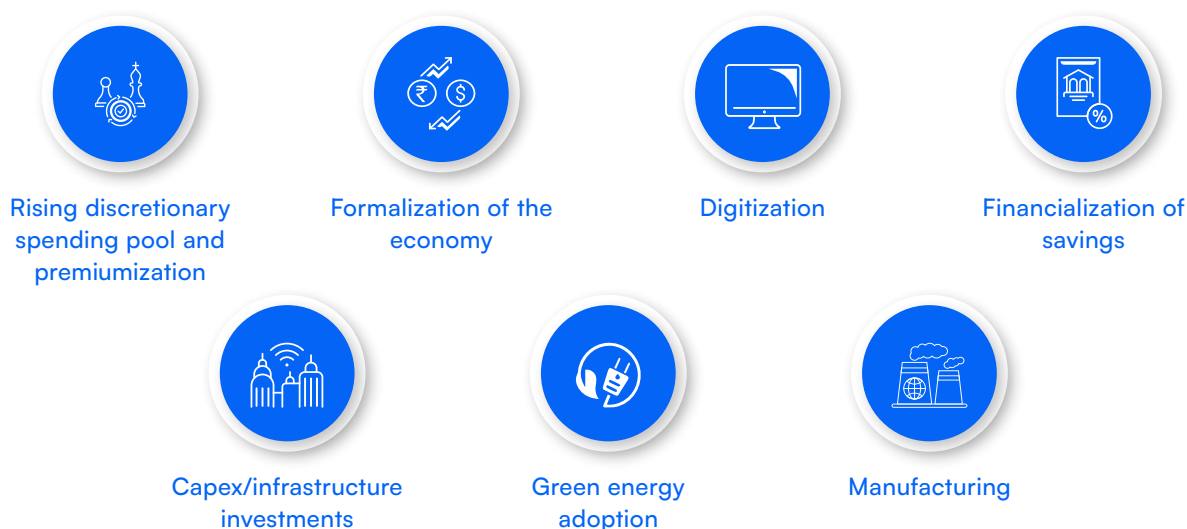 ₹ $
%
Rising discretionary
spending pool and
premiumization
Formalization of the
economy
Digitization
Financialization of
savings
Capex/infrastructure
investments
Green energy
adoption
Manufacturing